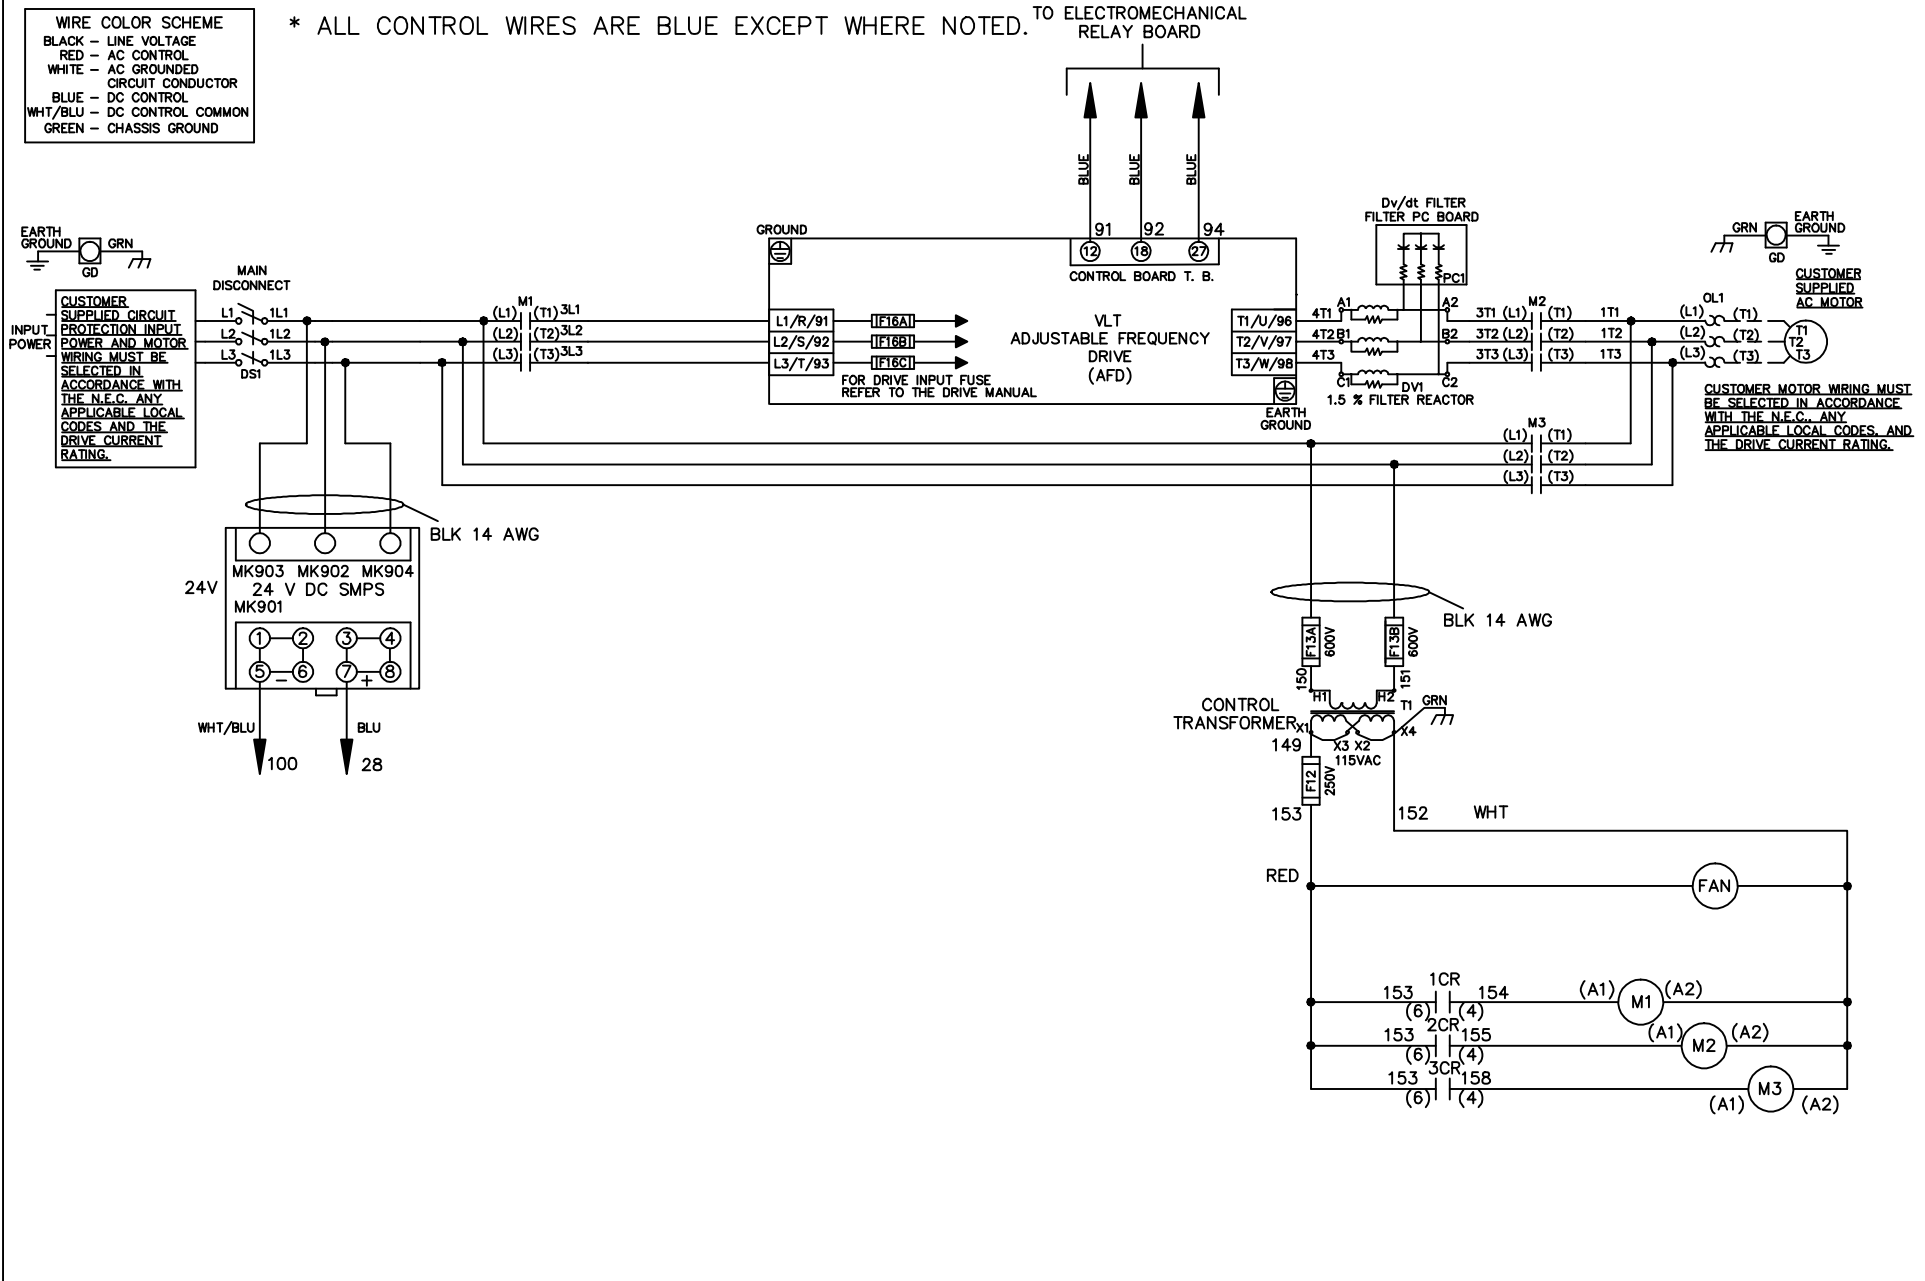 WIRE COLOR SCHEME
BLACK – LINE VOLTAGE
RED – AC CONTROL
WHITE – AC GROUNDED
CIRCUIT CONDUCTOR
BLUE – DC CONTROL
WHT/BLU – DC CONTROL COMMON
GREEN – CHASSIS GROUND
* ALL CONTROL WIRES ARE BLUE EXCEPT WHERE NOTED.
TO ELECTROMECHANICAL
RELAY BOARD
BLUE
BLUE
BLUE
91
92
94
12
18
27
CONTROL BOARD T. B.
EARTH
GROUND
GRN
GD
MAIN
DISCONNECT
L1
1L1
L2
1L2
L3
1L3
DS1
INPUT
POWER
CUSTOMER
SUPPLIED CIRCUIT
PROTECTION INPUT
POWER AND MOTOR
WIRING MUST BE
SELECTED IN
ACCORDANCE WITH
THE N.E.C. ANY
APPLICABLE LOCAL
CODES AND THE
DRIVE CURRENT
RATING.
M1
(L1) (T1) 3L1
(L2) (T2) 3L2
(L3) (T3) 3L3
GROUND
L1/R/91
L2/S/92
L3/T/93
F16A
F16B
F16C
FOR DRIVE INPUT FUSE
REFER TO THE DRIVE MANUAL
VLT
ADJUSTABLE FREQUENCY
DRIVE
(AFD)
T1/U/96
T2/V/97
T3/W/98
EARTH
GROUND
Dv/dt FILTER
FILTER PC BOARD
PC1
4T1 A1 A2
4T2 B1 B2
4T3
C1 C2
DV1
1.5 % FILTER REACTOR
M2
3T1 (L1) (T1) 1T1
3T2 (L2) (T2) 1T2
3T3 (L3) (T3) 1T3
OL1
(L1) (T1)
(L2) (T2)
(L3) (T3)
T1
T2
T3
GRN
EARTH
GROUND
GD
CUSTOMER
SUPPLIED
AC MOTOR
CUSTOMER MOTOR WIRING MUST
BE SELECTED IN ACCORDANCE
WITH THE N.E.C., ANY
APPLICABLE LOCAL CODES, AND
THE DRIVE CURRENT RATING.
M3
(L1) (T1)
(L2) (T2)
(L3) (T3)
BLK 14 AWG
MK903 MK902 MK904
24V
24 V DC SMPS
MK901
1 2 3 4
5 – 6 7 + 8
WHT/BLU
BLU
100
28
BLK 14 AWG
F13A
600V
F13B
600V
150
151
H1
H2
CONTROL
TRANSFORMER
T1
GRN
X1
X3 X2
X4
115VAC
149
F12
250V
153
152
WHT
RED
FAN
1CR
153 154
(6) (4)
(A1) M1 (A2)
2CR
153 155
(6) (4)
(A1) M2 (A2)
3CR
153 158
(6) (4)
(A1) M3 (A2)